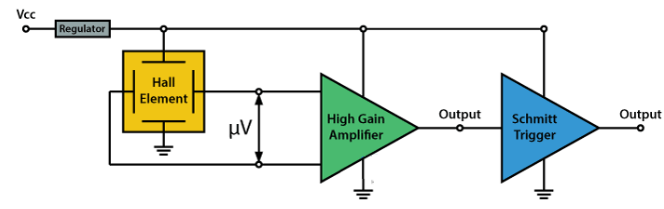 Vcc
Regulator
Hall
Element
μV
High Gain
Amplifier
Output
Schmitt
Trigger
Output